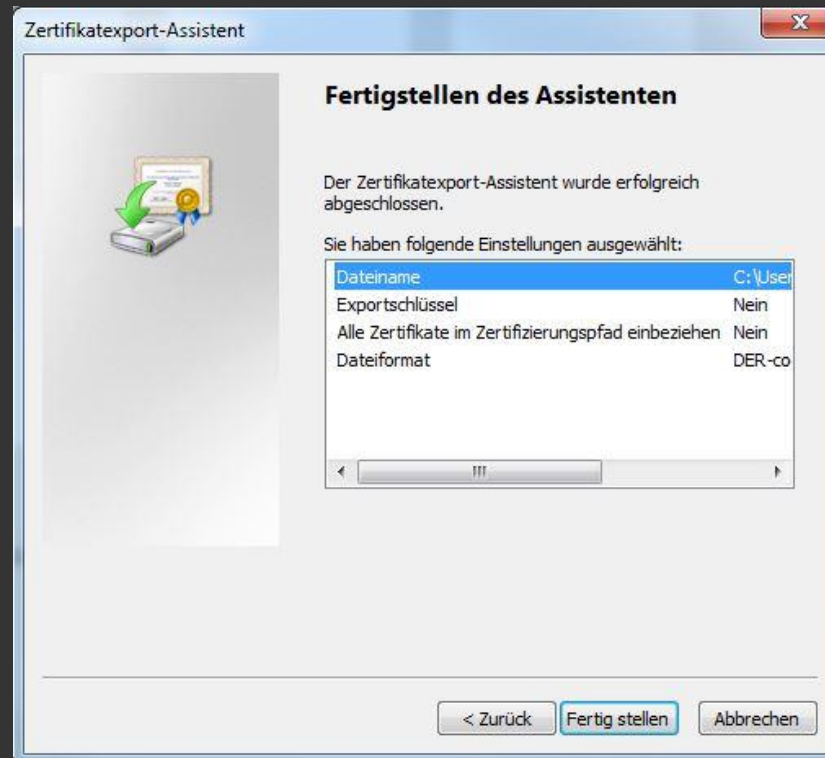 Zertifikatexport-Assistent
Fertigstellen des Assistenten
Der Zertifikatexport-Assistent wurde erfolgreich
abgeschlossen.
Sie haben folgende Einstellungen ausgewählt:
Dateiname C:\User
Exportschlüssel Nein
Alle Zertifikate im Zertifizierungspfad einbeziehen Nein
Dateiformat DER-co
< Zurück Fertig stellen Abbrechen